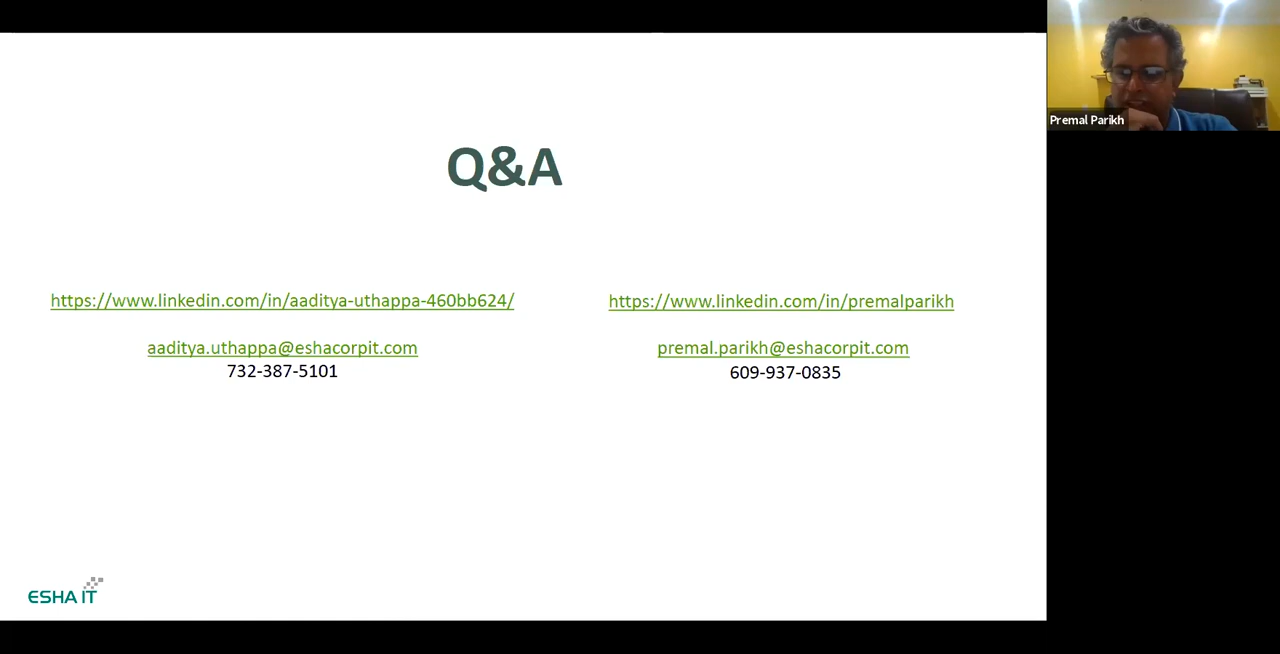 Q&A
https://www.linkedin.com/in/aaditya-uthappa-460bb624/
aaditya.uthappa@eshacorpit.com
732-387-5101
https://www.linkedin.com/in/premalparikh
premal.parikh@eshacorpit.com
609-937-0835
ESHA IT
Premal Parikh